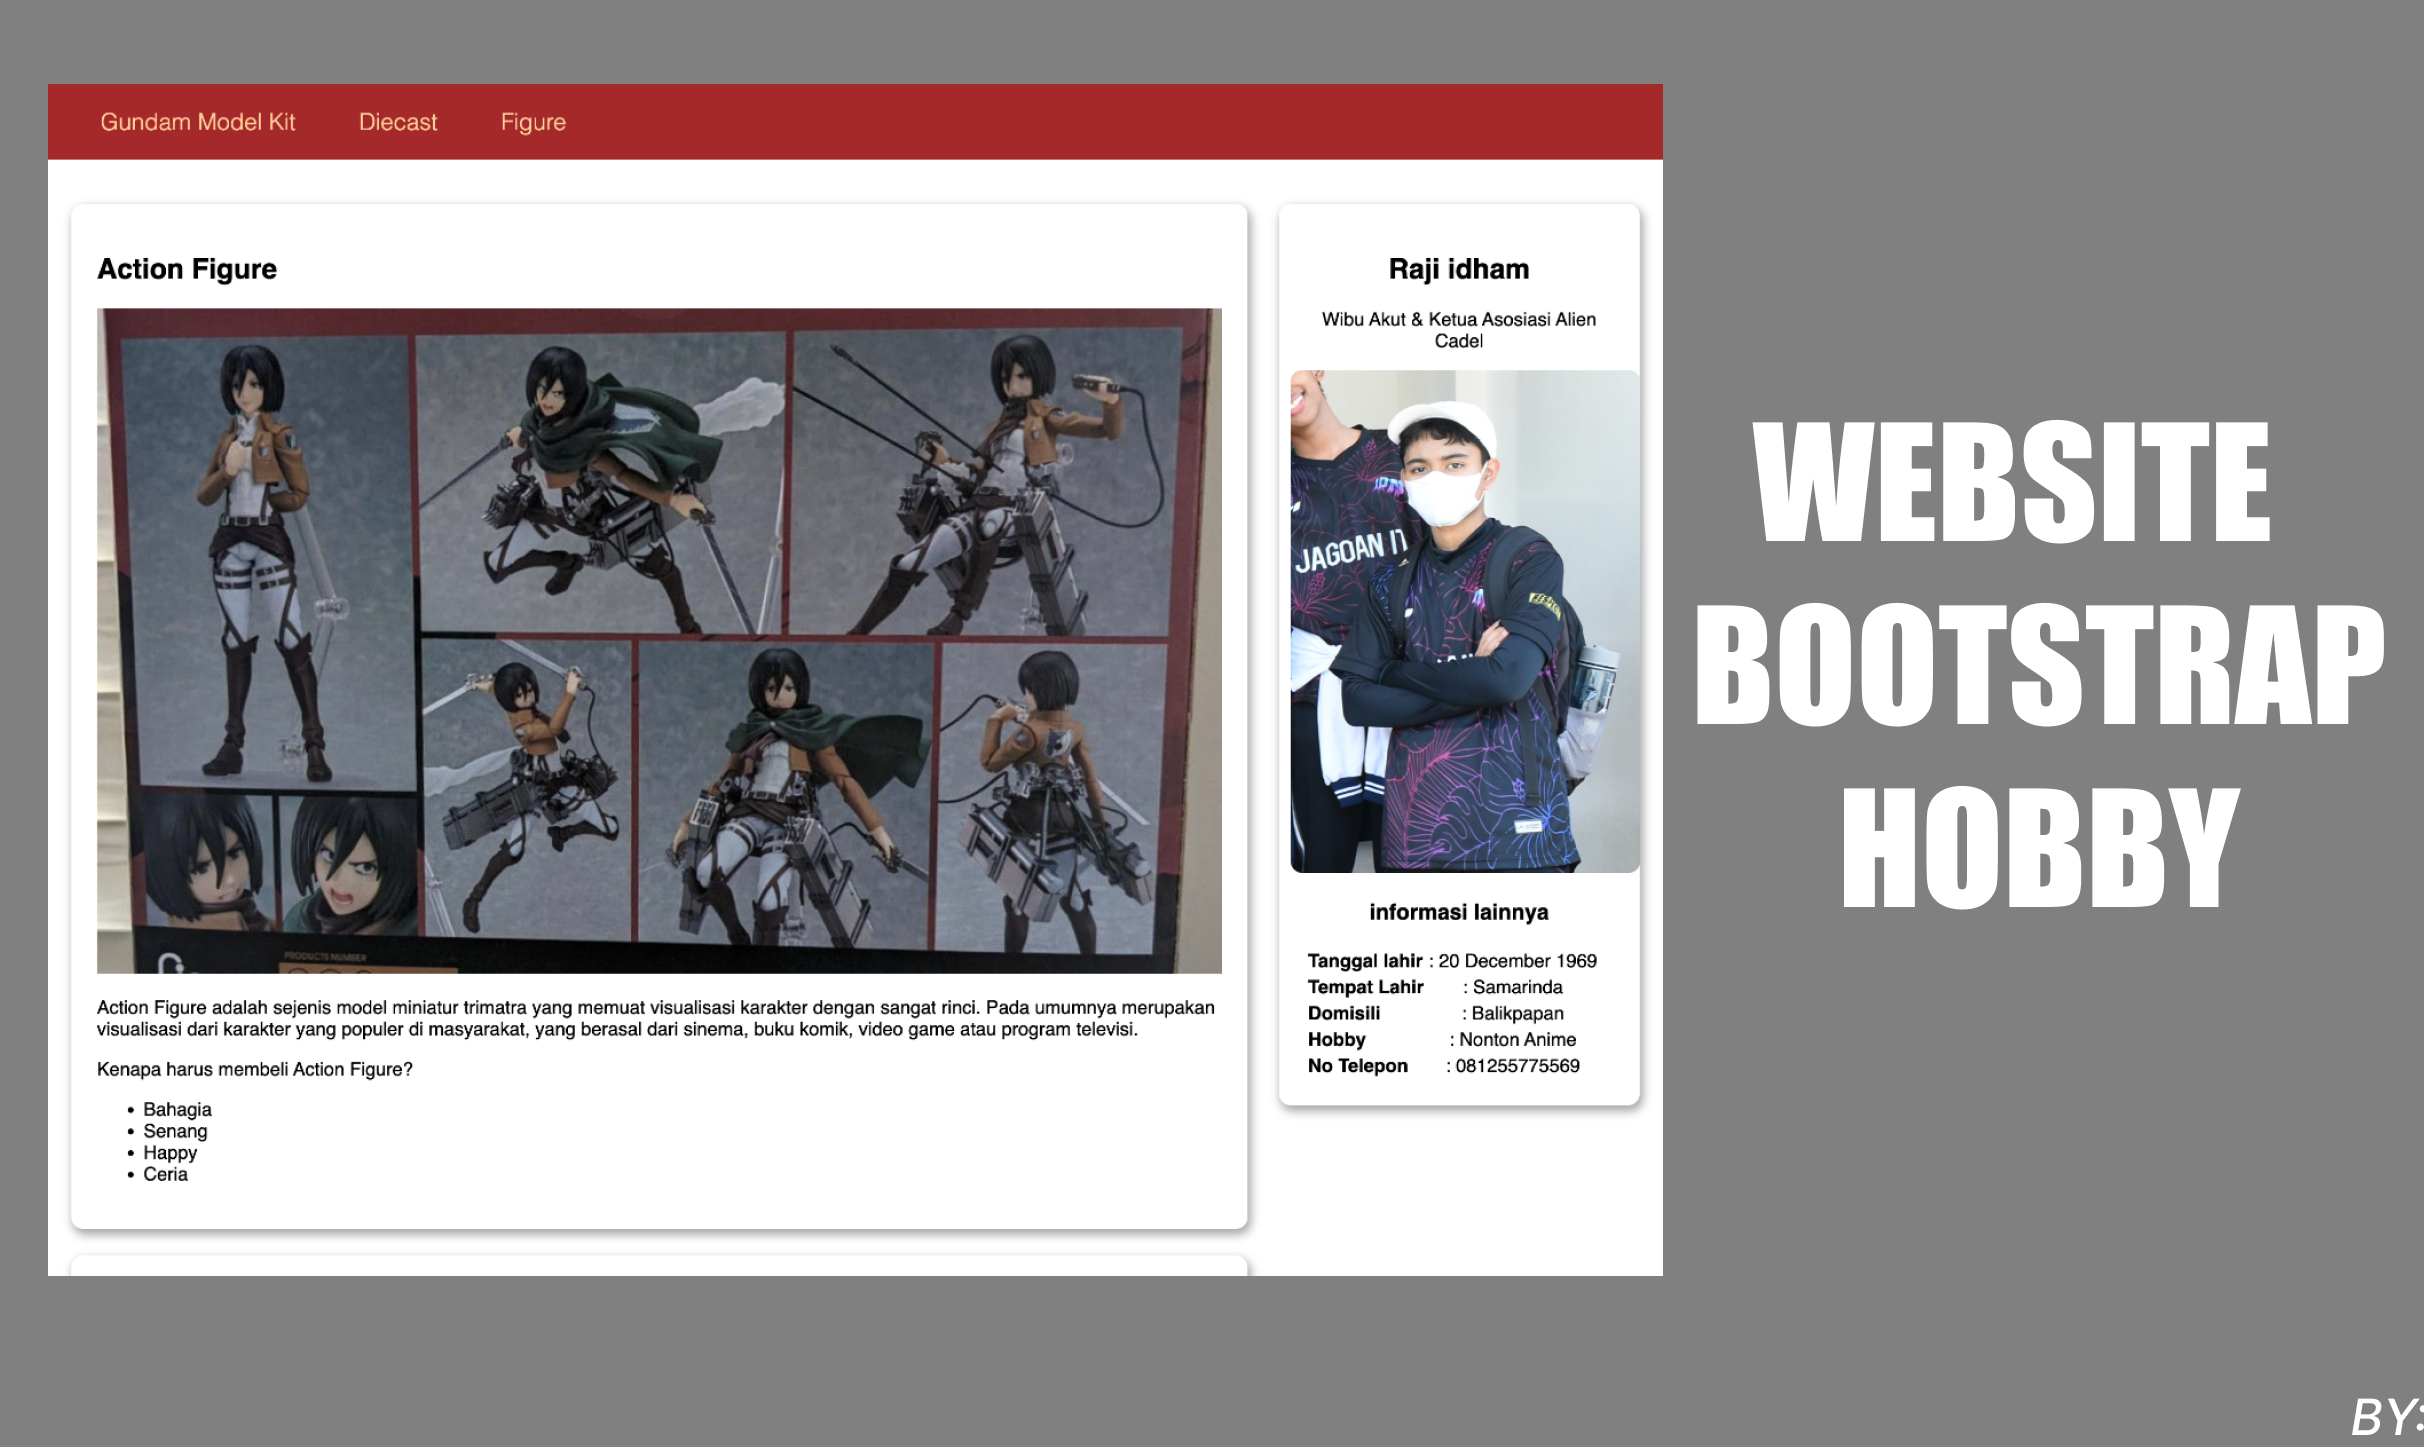 Gundam Model Kit Diecast Figure
Action Figure
PRODUCTS NUMBER
Action Figure adalah sejenis model miniatur trimatra yang memuat visualisasi karakter dengan sangat rinci. Pada umumnya merupakan
visualisasi dari karakter yang populer di masyarakat, yang berasal dari sinema, buku komik, video game atau program televisi.
Kenapa harus membeli Action Figure?
• Bahagia
• Senang
• Happy
• Ceria
Raji idham
Wibu Akut & Ketua Asosiasi Alien
Cadel
JAGOAN IT
informasi lainnya
Tanggal lahir : 20 December 1969
Tempat Lahir : Samarinda
Domisili : Balikpapan
Hobby : Nonton Anime
No Telepon : 081255775569
WEBSITE
BOOTSTRAP
HOBBY
BY: